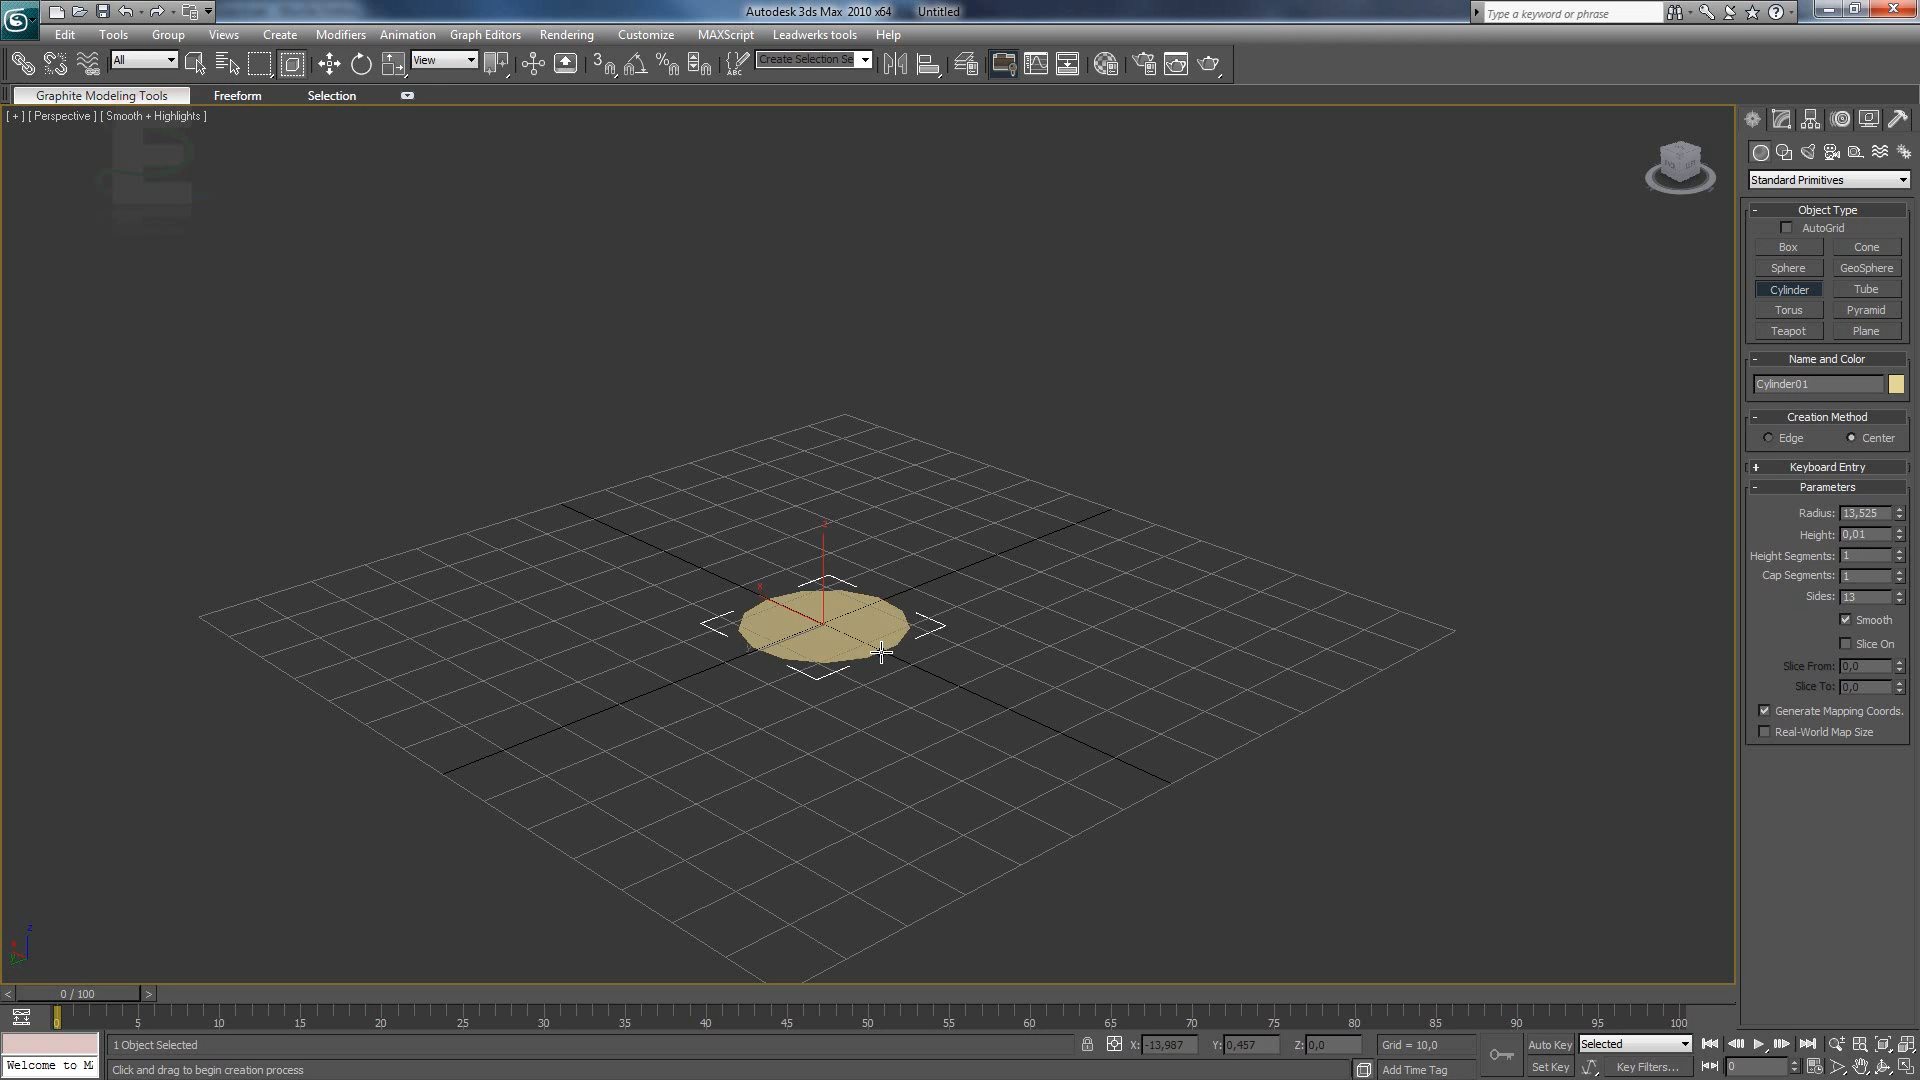 Autodesk 3ds Max 2010 x64 Untitled
Type a keyword or phrase
Edit Tools Group Views Create Modifiers Animation Graph Editors Rendering Customize MAXScript Leadwerks tools Help
All View Create Selection Se
Graphite Modeling Tools Freeform Selection
[ + ] [ Perspective ] [ Smooth + Highlights ]
Standard Primitives
- Object Type
AutoGrid
Box Cone
Sphere GeoSphere
Cylinder Tube
Torus Pyramid
Teapot Plane
- Name and Color
Cylinder01
- Creation Method
Edge Center
+ Keyboard Entry
- Parameters
Radius: 13,525
Height: 0,01
Height Segments: 1
Cap Segments: 1
Sides: 13
Smooth
Slice On
Slice From: 0,0
Slice To: 0,0
Generate Mapping Coords.
Real-World Map Size
z
x
z
< 0 / 100 >
0 5 10 15 20 25 30 35 40 45 50 55 60 65 70 75 80 85 90 95 100
1 Object Selected X: -13,987 Y: 0,457 Z: 0,0 Grid = 10,0 Auto Key Selected
Welcome to M Click and drag to begin creation process Add Time Tag Set Key Key Filters... 0